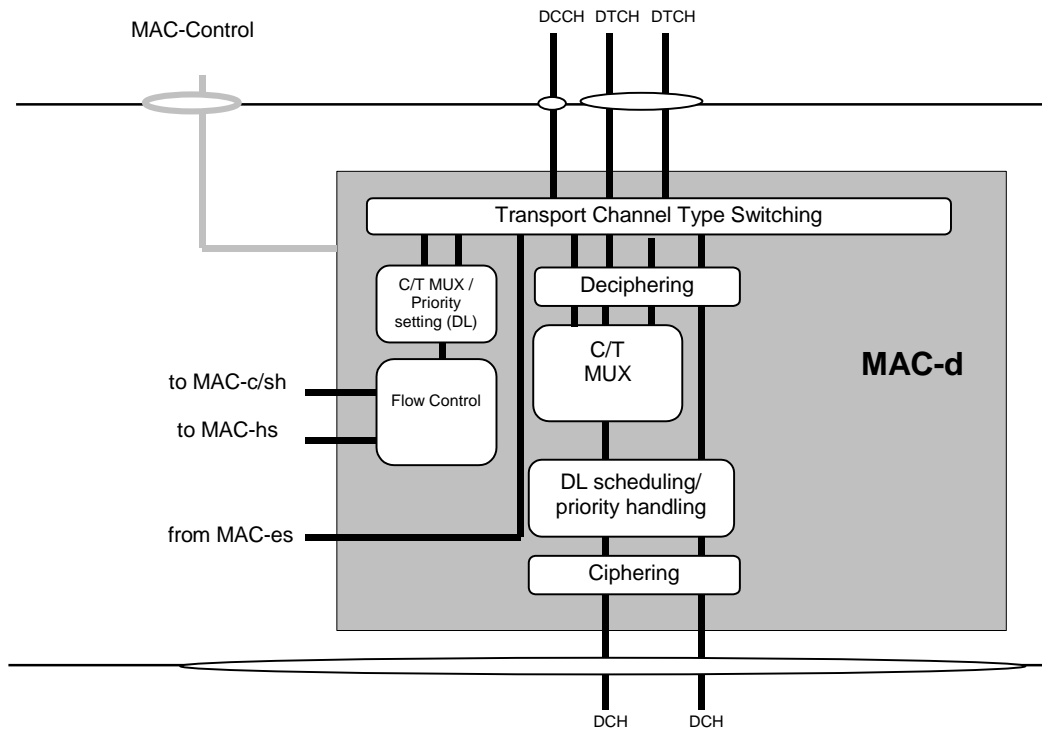 DCCH DTCH DTCH
MAC-Control
Transport Channel Type Switching
C/T MUX /
Priority
setting (DL)
Deciphering
C/T
MUX
MAC-d
to MAC-c/sh
Flow Control
to MAC-hs
DL scheduling/
priority handling
from MAC-es
Ciphering
DCH DCH